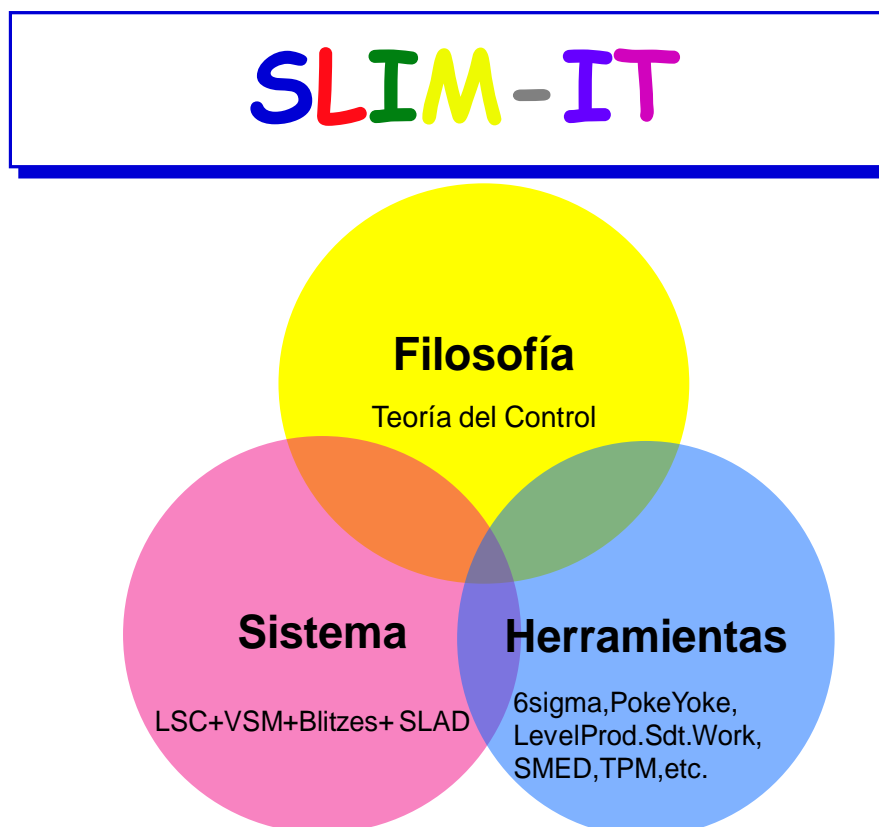 SLIM-IT
Filosofía
Teoría del Control
Sistema
LSC+VSM+Blitzes+ SLAD
Herramientas
6sigma,PokeYoke,
LevelProd.Sdt.Work,
SMED,TPM,etc.